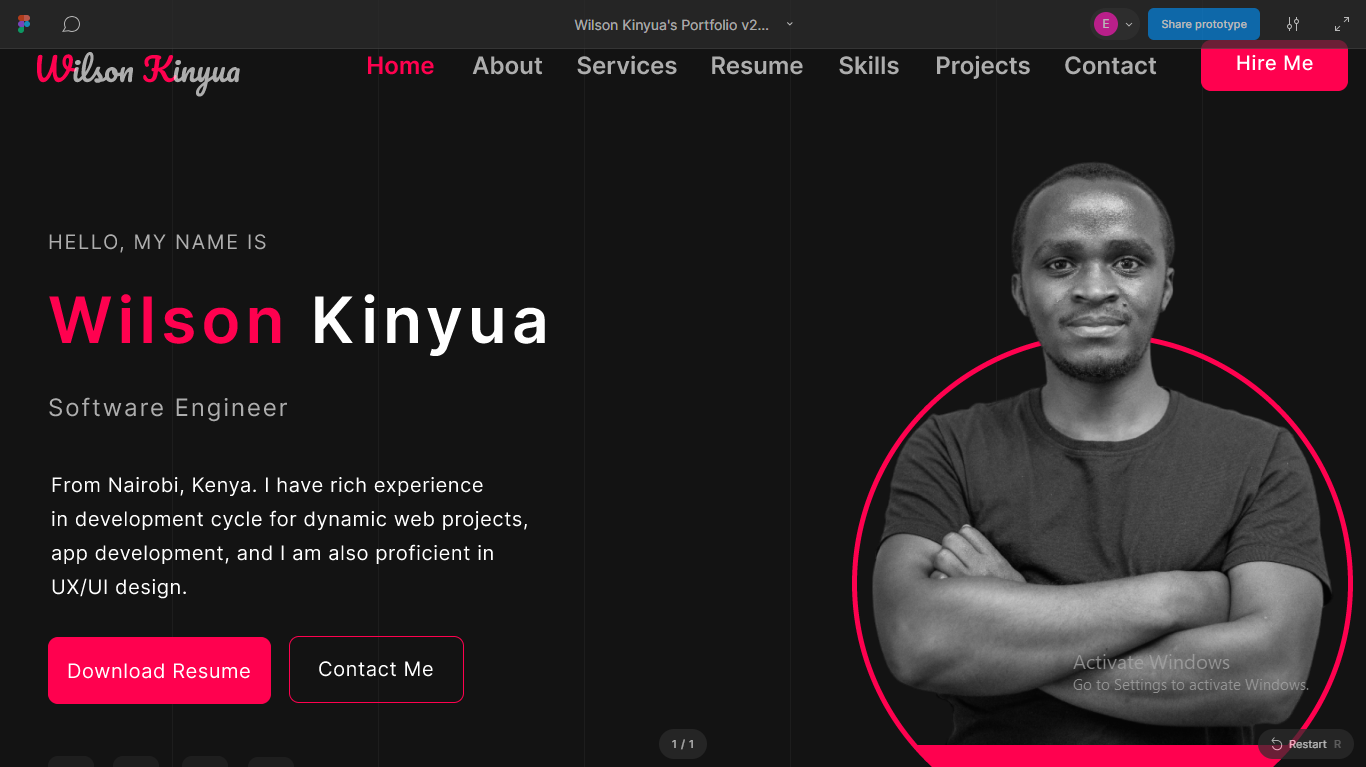 Wilson Kinyua's Portfolio v2...
E
Share prototype
Wilson Kinyua
Home
About
Services
Resume
Skills
Projects
Contact
Hire Me
HELLO, MY NAME IS
Wilson Kinyua
Software Engineer
From Nairobi, Kenya. I have rich experience
in development cycle for dynamic web projects,
app development, and I am also proficient in
UX/UI design.
Download Resume
Contact Me
Activate Windows
Go to Settings to activate Windows.
1 / 1
Restart R